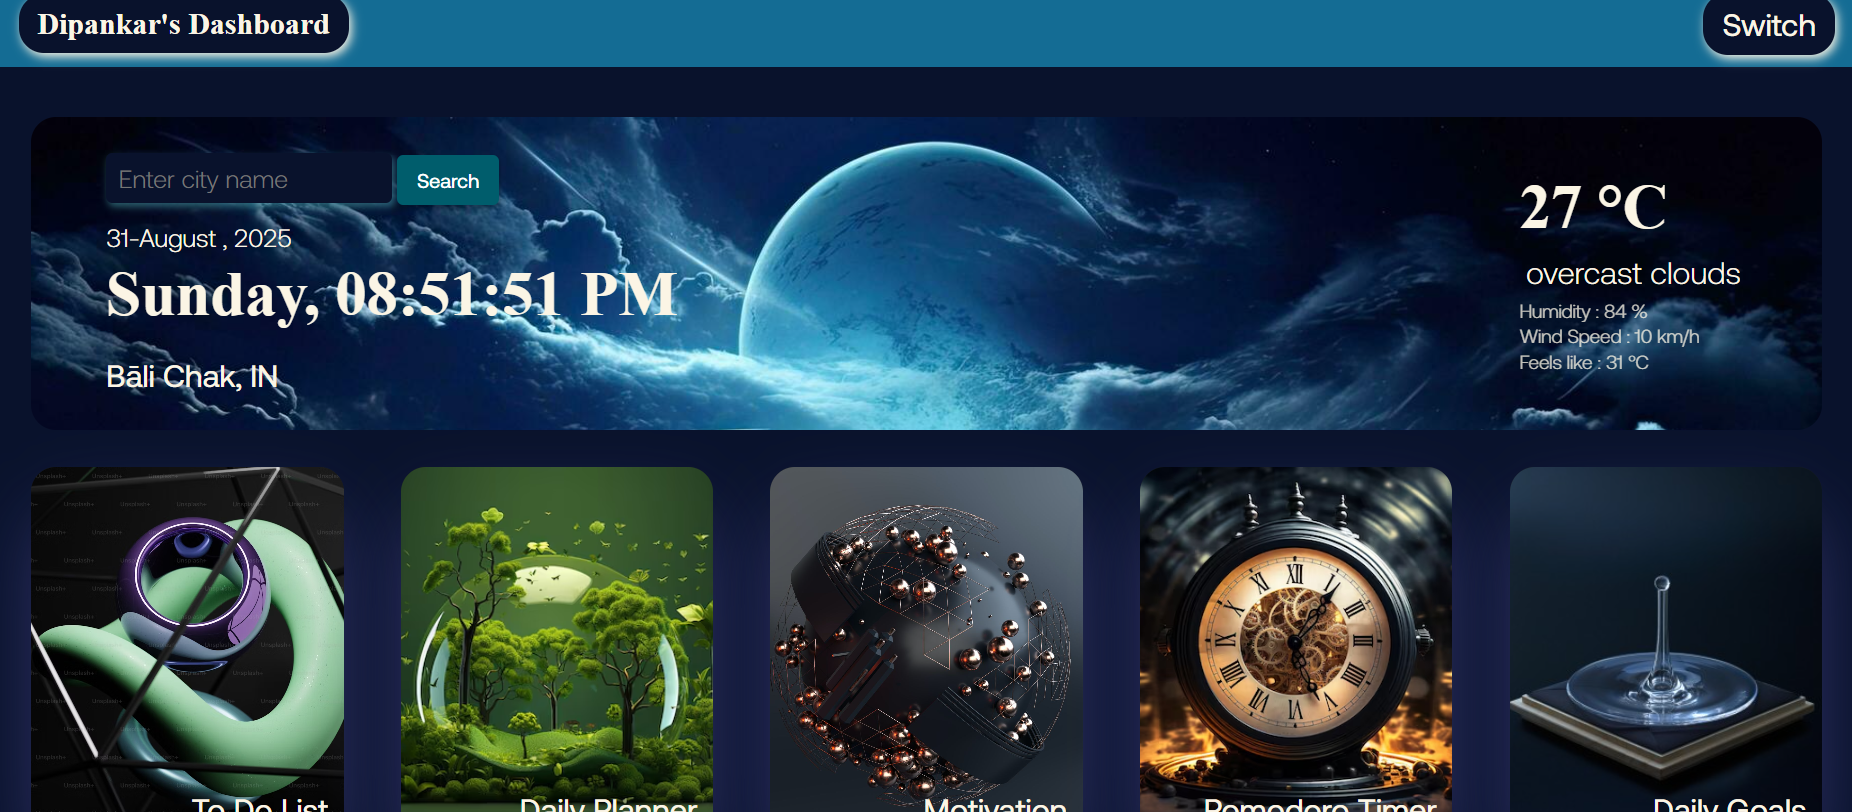 Dipankar's Dashboard
Switch
Enter city name
Search
31-August , 2025
Sunday, 08:51:51 PM
Bāli Chak, IN
27 °C
overcast clouds
Humidity : 84 %
Wind Speed : 10 km/h
Feels like : 31 °C
To Do List
Daily Planner
Motivation
Pomodoro Timer
Daily Goals
XII